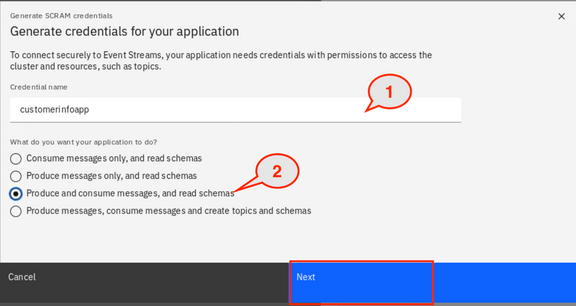 Generate SCRAM credentials
Generate credentials for your application
To connect securely to Event Streams, your application needs credentials with permissions to access the
cluster and resources, such as topics.
Credential name
1
customerinfoapp
What do you want your application to do?
Consume messages only, and read schemas
2
Produce messages only, and read schemas
Produce and consume messages, and read schemas
Produce messages, consume messages and create topics and schemas
Cancel
Next